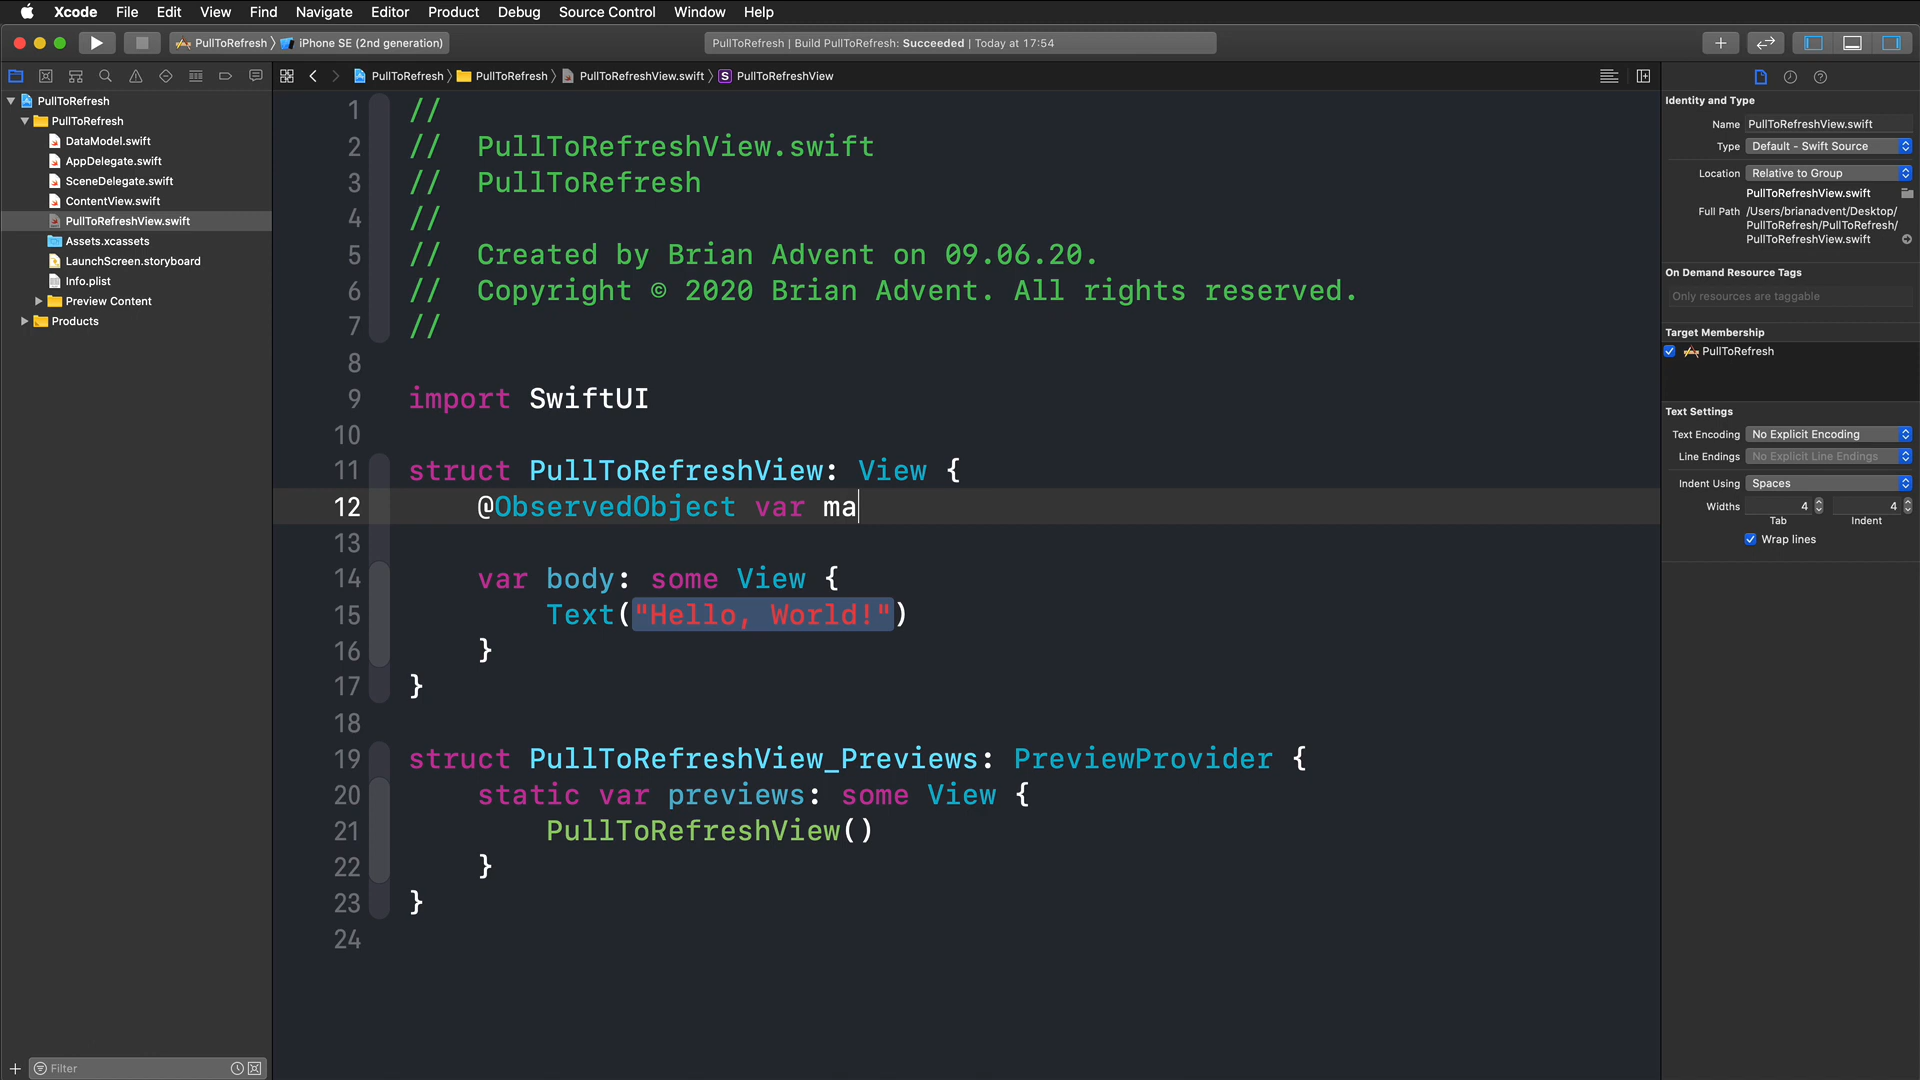 Xcode File Edit View Find Navigate Editor Product Debug Source Control Window Help
PullToRefresh iPhone SE (2nd generation)
PullToRefresh | Build PullToRefresh: Succeeded | Today at 17:54
PullToRefresh PullToRefresh PullToRefreshView.swift S PullToRefreshView
PullToRefresh
PullToRefresh
DataModel.swift
AppDelegate.swift
SceneDelegate.swift
ContentView.swift
PullToRefreshView.swift
Assets.xcassets
LaunchScreen.storyboard
Info.plist
Preview Content
Products
Filter
1 //
2 // PullToRefreshView.swift
3 // PullToRefresh
4 //
5 // Created by Brian Advent on 09.06.20.
6 // Copyright © 2020 Brian Advent. All rights reserved.
7 //
8
9 import SwiftUI
10
11 struct PullToRefreshView: View {
12 @ObservedObject var ma
13
14 var body: some View {
15 Text("Hello, World!")
16 }
17 }
18
19 struct PullToRefreshView_Previews: PreviewProvider {
20 static var previews: some View {
21 PullToRefreshView()
22 }
23 }
24
Identity and Type
Name PullToRefreshView.swift
Type Default - Swift Source
Location Relative to Group
PullToRefreshView.swift
Full Path /Users/brianadvent/Desktop/
PullToRefresh/PullToRefresh/
PullToRefreshView.swift
On Demand Resource Tags
Only resources are taggable
Target Membership
PullToRefresh
Text Settings
Text Encoding No Explicit Encoding
Line Endings No Explicit Line Endings
Indent Using Spaces
Widths 4 4
Tab Indent
Wrap lines